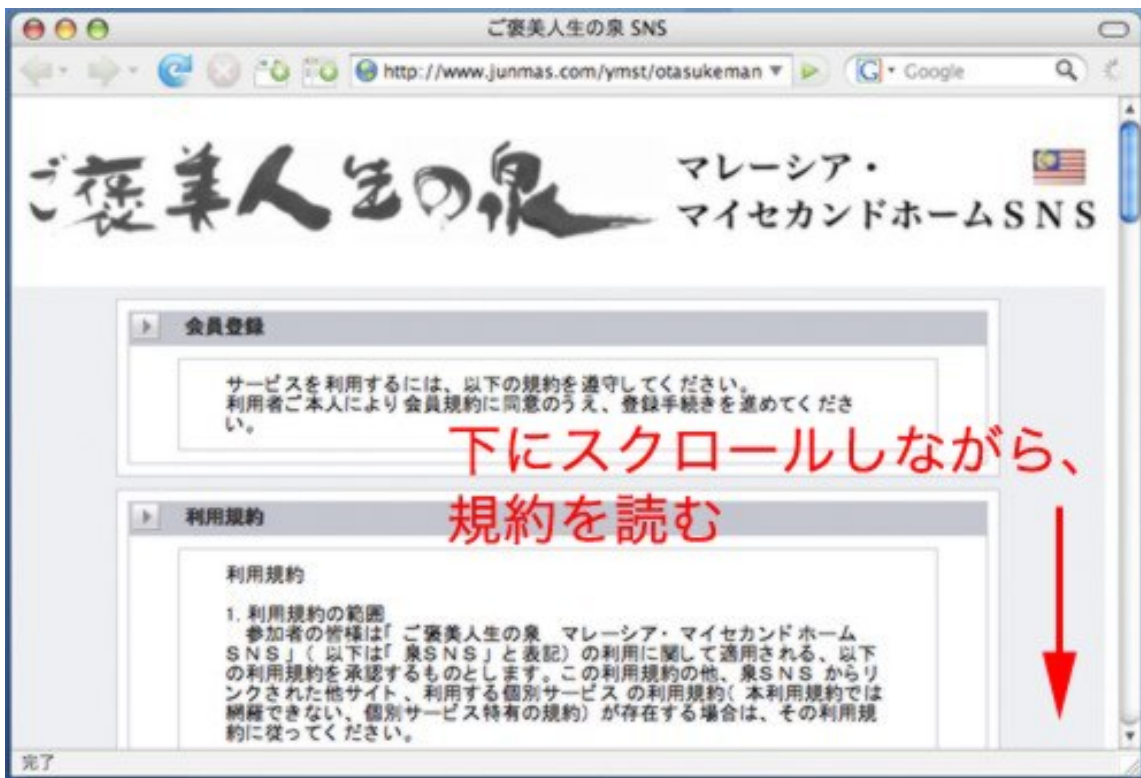 ご褒美人生の泉 SNS
http://www.junmas.com/ymst/otasukeman
Google
ご褒美人生の泉
マレーシア・
マイセカンドホームSNS
会員登録
サービスを利用するには、以下の規約を遵守してください。
利用者ご本人により会員規約に同意のうえ、登録手続きを進めてくださ
い。
下にスクロールしながら、
規約を読む
利用規約
利用規約
1. 利用規約の範囲
参加者の皆様は「ご褒美人生の泉 マレーシア・マイセカンドホーム
SNS」(以下は「泉SNS」と表記)の利用に関して適用される、以下
の利用規約を承認するものとします。この利用規約の他、泉SNSからリ
ンクされた他サイト、利用する個別サービスの利用規約(本利用規約では
網羅できない、個別サービス特有の規約)が存在する場合は、その利用規
約に従ってください。
完了